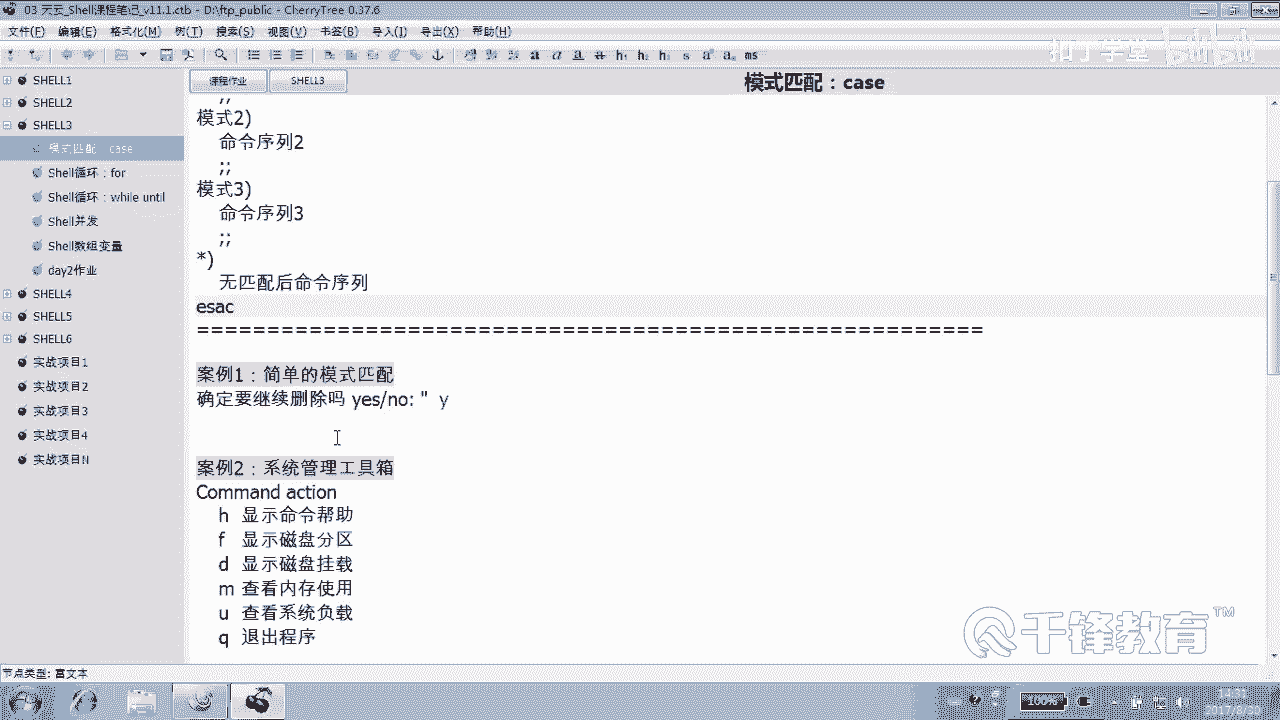 03 天云_Shell课程笔记_v11.1.ctb - D:\ftp_public - CherryTree 0.37.6
文件(F) 编辑(E) 格式化(M) 树(T) 搜索(S) 视图(V) 书签(B) 导入(I) 导出(X) 帮助(H)
扣丁学堂 bilibili
SHELL1
SHELL2
SHELL3
模式匹配：case
Shell循环：for
Shell循环：while until
Shell并发
Shell数组变量
day2作业
SHELL4
SHELL5
SHELL6
实战项目1
实战项目2
实战项目3
实战项目4
实战项目N
课程作业 SHELL3
模式匹配：case
;;
模式2)
命令序列2
;;
模式3)
命令序列3
;;
*)
无匹配后命令序列
esac
========================================================
案例1：简单的模式匹配
确定要继续删除吗 yes/no: " y
案例2：系统管理工具箱
Command action
h 显示命令帮助
f 显示磁盘分区
d 显示磁盘挂载
m 查看内存使用
u 查看系统负载
q 退出程序
千锋教育™
节点类型: 富文本
100%
14:31
2017/8/30